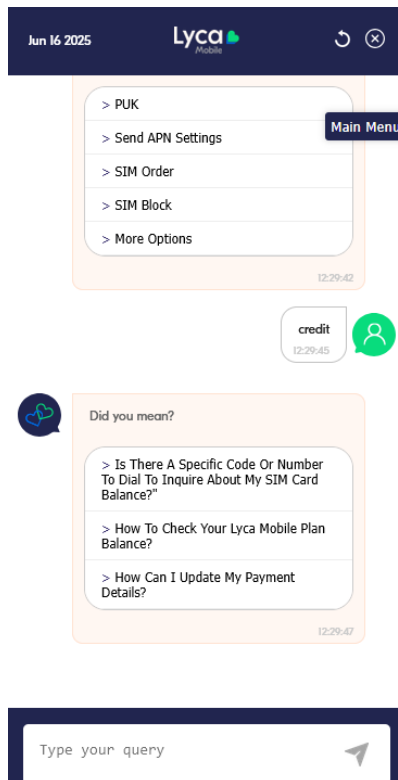 Jun 16 2025
Lyca
Mobile
> PUK
Main Menu
> Send APN Settings
> SIM Order
> SIM Block
> More Options
12:29:42
credit
12:29:45
Did you mean?
> Is There A Specific Code Or Number
To Dial To Inquire About My SIM Card
Balance?"
> How To Check Your Lyca Mobile Plan
Balance?
> How Can I Update My Payment
Details?
12:29:47
Type your query